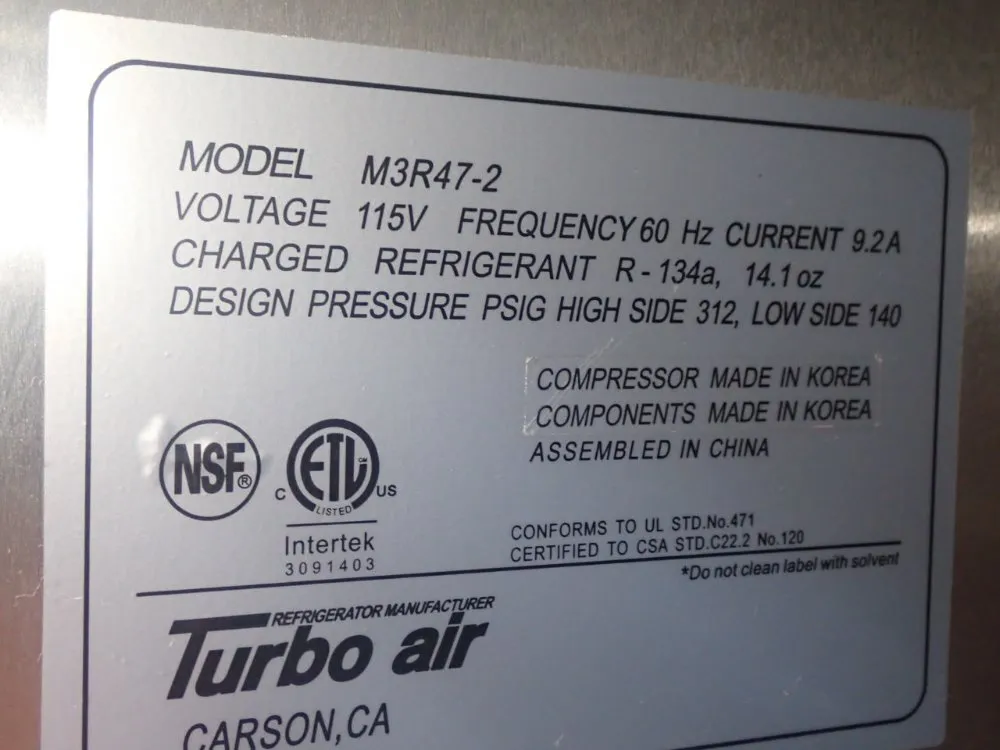 MODEL M3R47-2
VOLTAGE 115V FREQUENCY 60 Hz CURRENT 9.2A
CHARGED REFRIGERANT R-134a, 14.1 oz
DESIGN PRESSURE PSIG HIGH SIDE 312, LOW SIDE 140
COMPRESSOR MADE IN KOREA
COMPONENTS MADE IN KOREA
ASSEMBLED IN CHINA
NSF®
C ETL CM US
LISTED
Intertek
3091403
CONFORMS TO UL STD.No.471
CERTIFIED TO CSA STD.C22.2 No.120
*Do not clean label with solvent
REFRIGERATOR MANUFACTURER
Turbo air
CARSON,CA